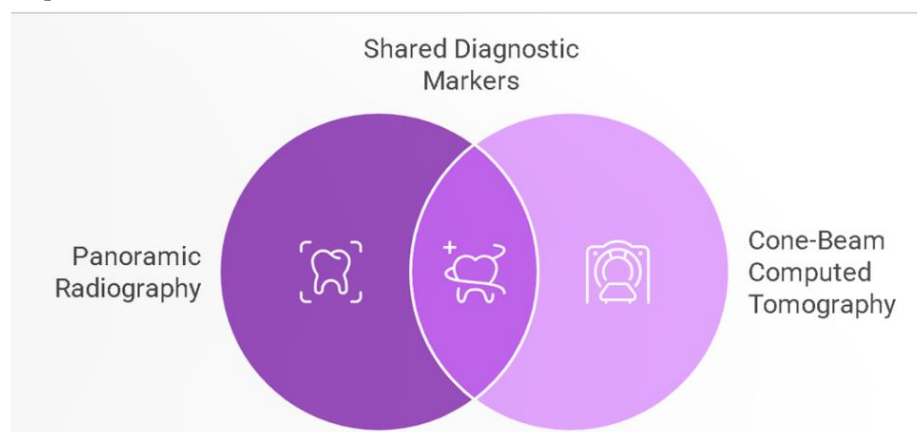 Shared Diagnostic
Markers
Panoramic
Radiography
Cone-Beam
Computed
Tomography